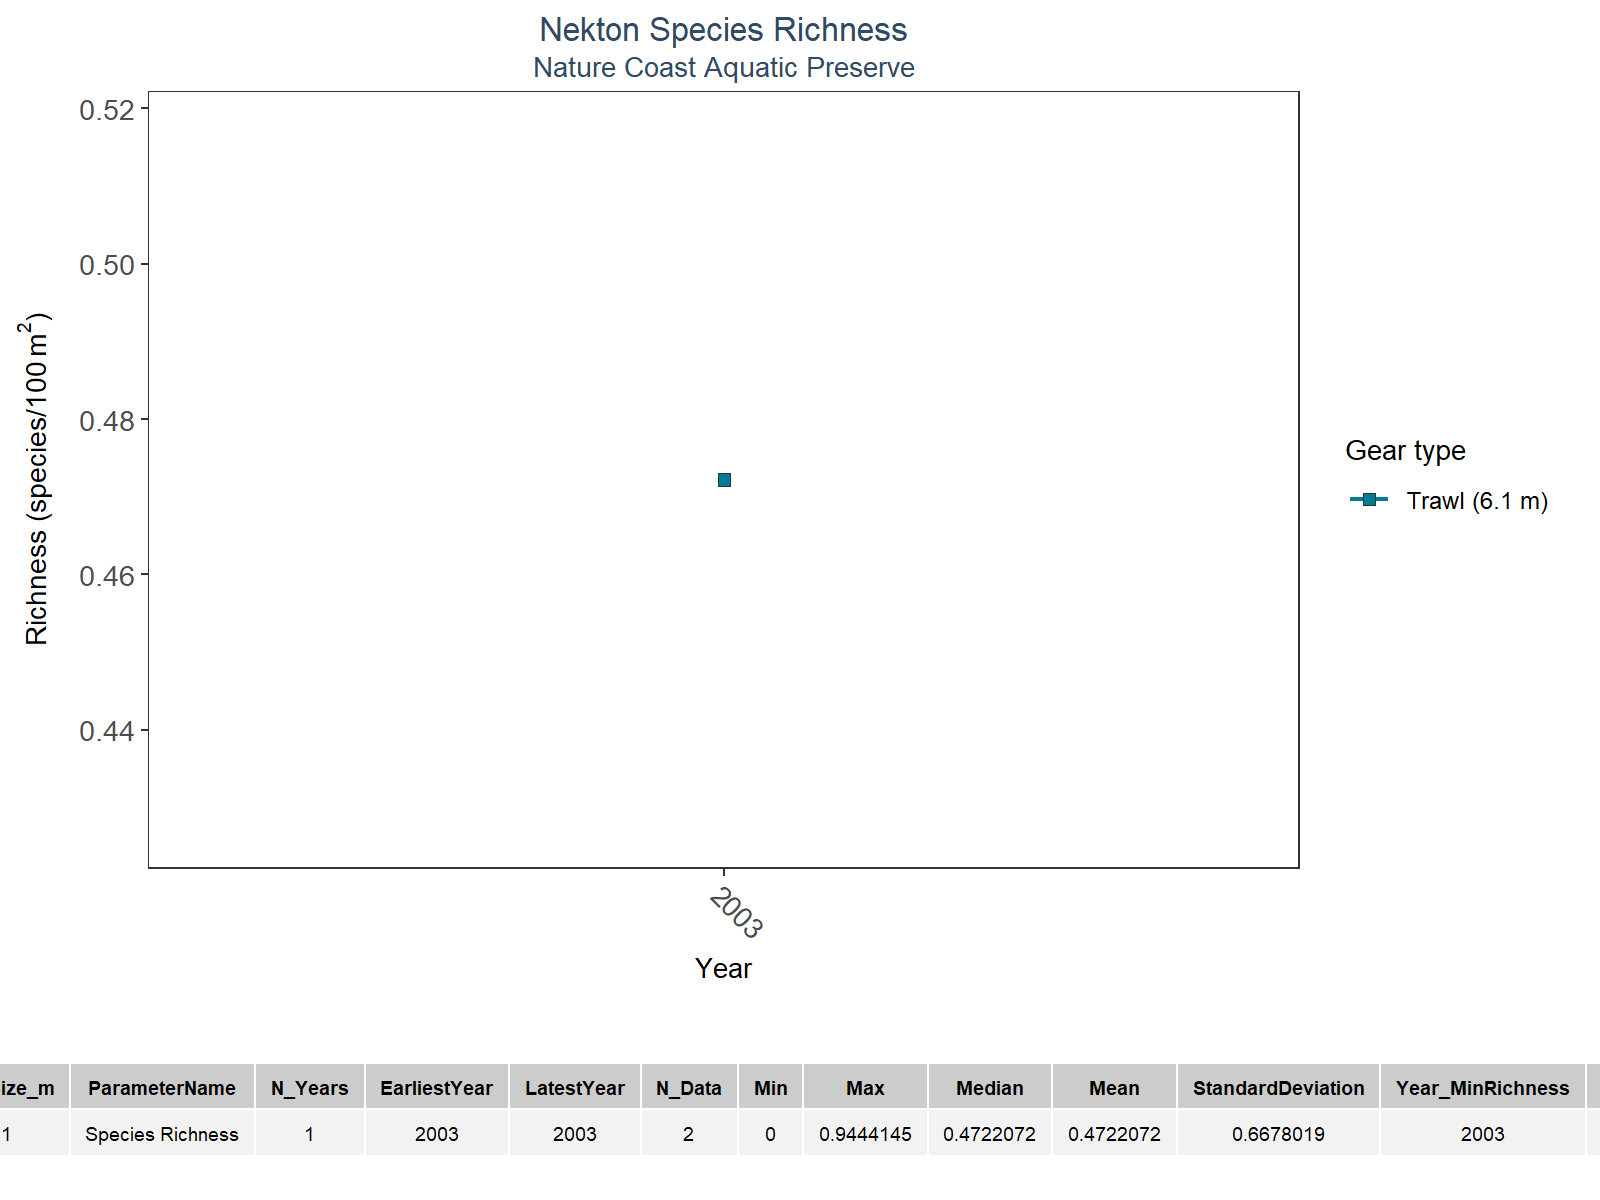 Nekton Species Richness
Nature Coast Aquatic Preserve
0.52
0.50
0.48
0.46
0.44
Richness (species/100 m²)
2003
Year
Gear type
Trawl (6.1 m)
ize_m ParameterName N_Years EarliestYear LatestYear N_Data Min Max Median Mean StandardDeviation Year_MinRichness
1 Species Richness 1 2003 2003 2 0 0.9444145 0.4722072 0.4722072 0.6678019 2003